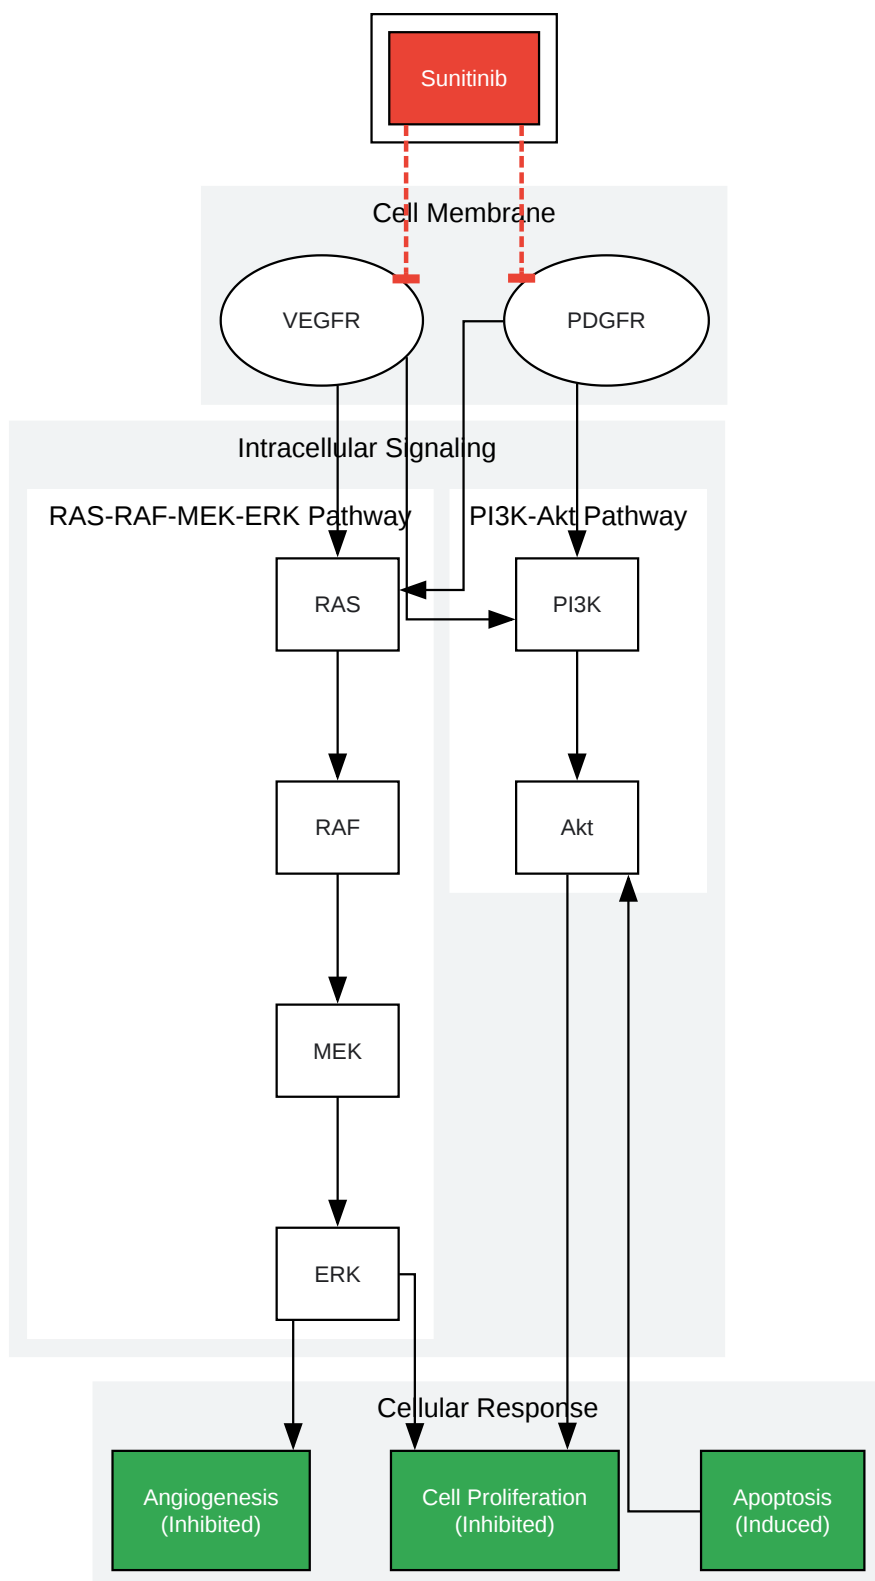 Sunitinib
Cell Membrane
VEGFR
PDGFR
Intracellular Signaling
RAS-RAF-MEK-ERK Pathway
PI3K-Akt Pathway
RAS
PI3K
RAF
Akt
MEK
ERK
Cellular Response
Angiogenesis
(Inhibited)
Cell Proliferation
(Inhibited)
Apoptosis
(Induced)